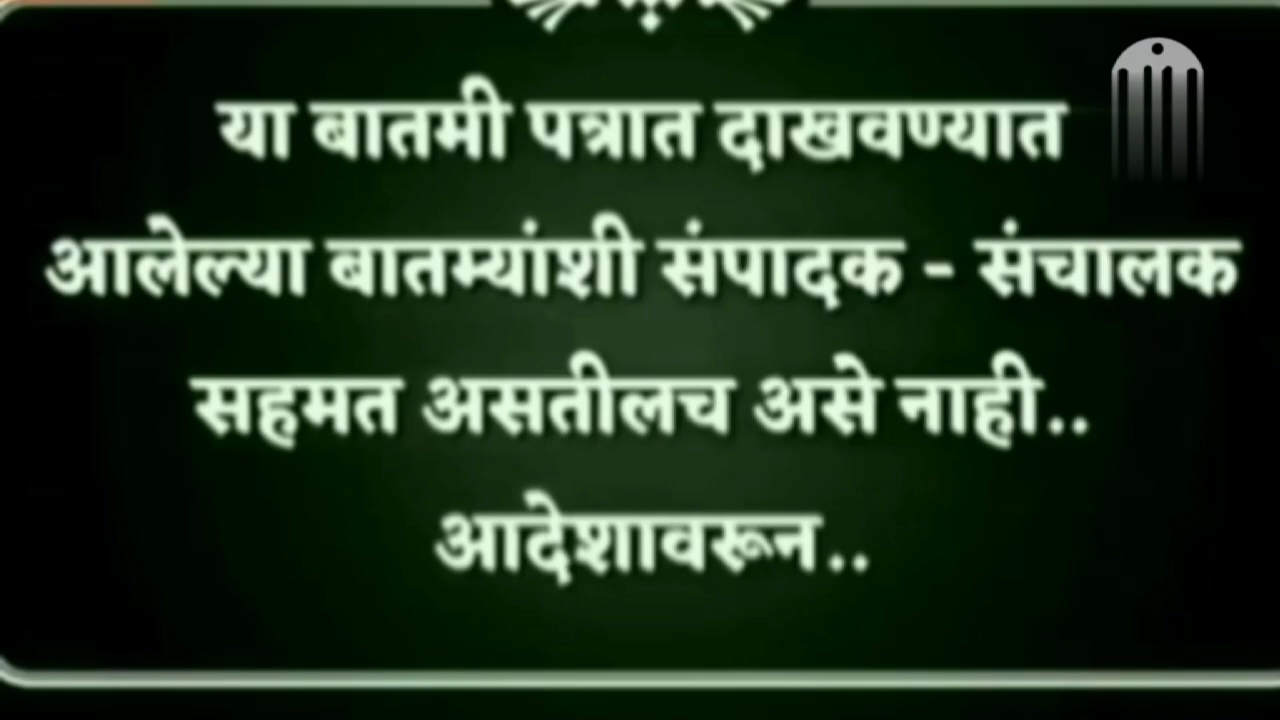 या बातमी पत्रात दाखवण्यात
आलेल्या बातम्यांशी संपादक - संचालक
सहमत असतीलच असे नाही..
आदेशावरून..